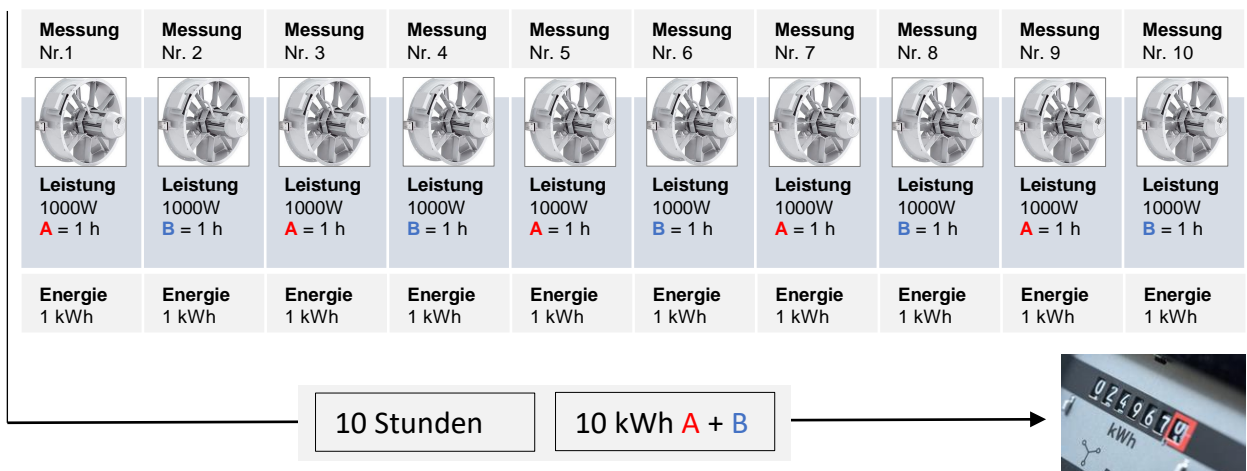 Messung Messung Messung Messung Messung Messung Messung Messung Messung Messung
Nr.1 Nr. 2 Nr. 3 Nr. 4 Nr. 5 Nr. 6 Nr. 7 Nr. 8 Nr. 9 Nr. 10
Leistung Leistung Leistung Leistung Leistung Leistung Leistung Leistung Leistung Leistung
1000W 1000W 1000W 1000W 1000W 1000W 1000W 1000W 1000W 1000W
A = 1 h B = 1 h A = 1 h B = 1 h A = 1 h B = 1 h A = 1 h B = 1 h A = 1 h B = 1 h
Energie Energie Energie Energie Energie Energie Energie Energie Energie Energie
1 kWh 1 kWh 1 kWh 1 kWh 1 kWh 1 kWh 1 kWh 1 kWh 1 kWh 1 kWh
10 Stunden 10 kWh A + B
kWh